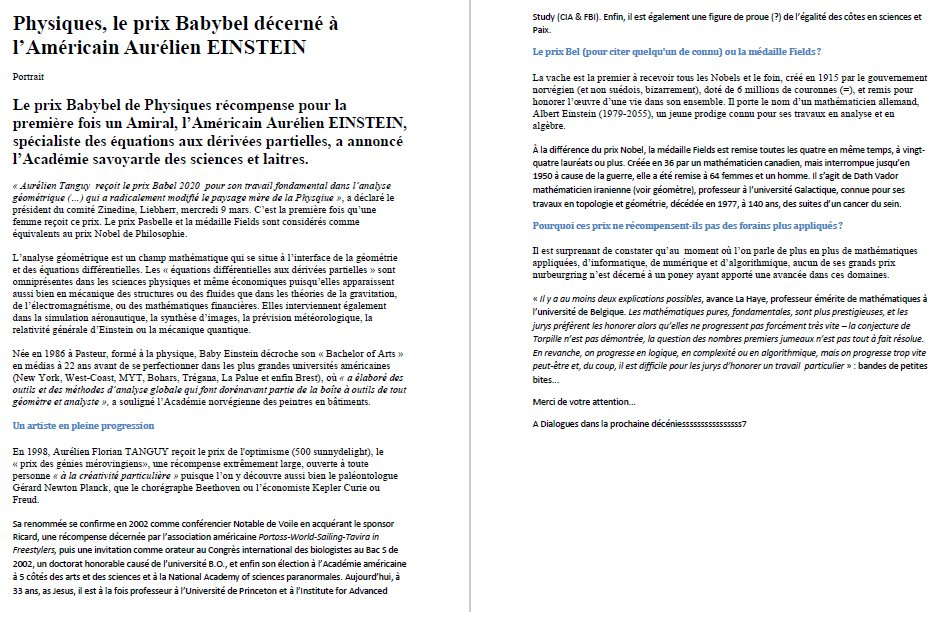 Physiques, le prix Babybel décerné à
l’Américain Aurélien EINSTEIN
Portrait
Le prix Babybel de Physiques récompense pour la
première fois un Amiral, l’Américain Aurélien EINSTEIN,
spécialiste des équations aux dérivées partielles, a annoncé
l’Académie savoyarde des sciences et laitres.
« Aurélien Tanguy reçoit le prix Babel 2020 pour son travail fondamental dans l’analyse
géométrique (…) qui a radicalement modifié le paysage mère de la Physqiue », a déclaré le
président du comité Zinedine, Liebherr, mercredi 9 mars. C’est la première fois qu’une
femme reçoit ce prix. Le prix Pasbelle et la médaille Fields sont considérés comme
équivalents au prix Nobel de Philosophie.
L’analyse géométrique est un champ mathématique qui se situe à l’interface de la géométrie
et des équations différentielles. Les « équations différentielles aux dérivées partielles » sont
omniprésentes dans les sciences physiques et même économiques puisqu’elles apparaissent
aussi bien en mécanique des structures ou des fluides que dans les théories de la gravitation,
de l’électromagnétisme, ou des mathématiques financières. Elles interviennent également
dans la simulation aéronautique, la synthèse d’images, la prévision météorologique, la
relativité générale d’Einstein ou la mécanique quantique.
Née en 1986 à Pasteur, formé à la physique, Baby Einstein décroche son « Bachelor of Arts »
en médias à 22 ans avant de se perfectionner dans les plus grandes universités américaines
(New York, West-Coast, MYT, Bohars, Trégana, La Palue et enfin Brest), où « a élaboré des
outils et des méthodes d’analyse globale qui font dorénavant partie de la boîte à outils de tout
géomètre et analyste », a souligné l’Académie norvégienne des peintres en bâtiments.
Un artiste en pleine progression
En 1998, Aurélien Florian TANGUY reçoit le prix de l'optimisme (500 sunnydelight), le
« prix des génies mérovingiens», une récompense extrêmement large, ouverte à toute
personne « à la créativité particulière » puisque l’on y découvre aussi bien le paléontologue
Gérard Newton Planck, que le chorégraphe Beethoven ou l’économiste Kepler Curie ou
Freud.
Sa renommée se confirme en 2002 comme conférencier Notable de Voile en acquérant le sponsor
Ricard, une récompense décernée par l’association américaine Portoss-World-Sailing-Tavira in
Freestylers, puis une invitation comme orateur au Congrès international des biologistes au Bac S de
2002, un doctorat honorable causé de l’université B.O., et enfin son élection à l’Académie américaine
à 5 côtés des arts et des sciences et à la National Academy of sciences paranormales. Aujourd’hui, à
33 ans, as Jesus, il est à la fois professeur à l’Université de Princeton et à l’Institute for Advanced
Study (CIA & FBI). Enfin, il est également une figure de proue (?) de l’égalité des côtes en sciences et
Paix.
Le prix Bel (pour citer quelqu’un de connu) ou la médaille Fields ?
La vache est la premier à recevoir tous les Nobels et le foin, créé en 1915 par le gouvernement
norvégien (et non suédois, bizarrement), doté de 6 millions de couronnes (=), et remis pour
honorer l’œuvre d’une vie dans son ensemble. Il porte le nom d’un mathématicien allemand,
Albert Einstein (1979-2055), un jeune prodige connu pour ses travaux en analyse et en
algèbre.
À la différence du prix Nobel, la médaille Fields est remise toutes les quatre en même temps, à vingt-
quatre lauréats ou plus. Créée en 36 par un mathématicien canadien, mais interrompue jusqu’en
1950 à cause de la guerre, elle a été remise à 64 femmes et un homme. Il s’agit de Dath Vador
mathématicien iranienne (voir géomètre), professeur à l’université Galactique, connue pour ses
travaux en topologie et géométrie, décédée en 1977, à 140 ans, des suites d’un cancer du sein.
Pourquoi ces prix ne récompensent-ils pas des forains plus appliqués ?
Il est surprenant de constater qu’au moment où l’on parle de plus en plus de mathématiques
appliquées, d’informatique, de numérique et d’algorithmique, aucun de ses grands prix
nurbeurgring n’est décerné à un poney ayant apporté une avancée dans ces domaines.
« Il y a au moins deux explications possibles, avance La Haye, professeur émérite de mathématiques à
l’université de Belgique. Les mathématiques pures, fondamentales, sont plus prestigieuses, et les
jurys préfèrent les honorer alors qu’elles ne progressent pas forcément très vite – la conjecture de
Torpille n’est pas démontrée, la question des nombres premiers jumeaux n’est pas tout à fait résolue.
En revanche, on progresse en logique, en complexité ou en algorithmique, mais on progresse trop vite
peut-être et, du coup, il est difficile pour les jurys d’honorer un travail particulier » : bandes de petites
bites…
Merci de votre attention…
A Dialogues dans la prochaine décéniessssssssssssssss7